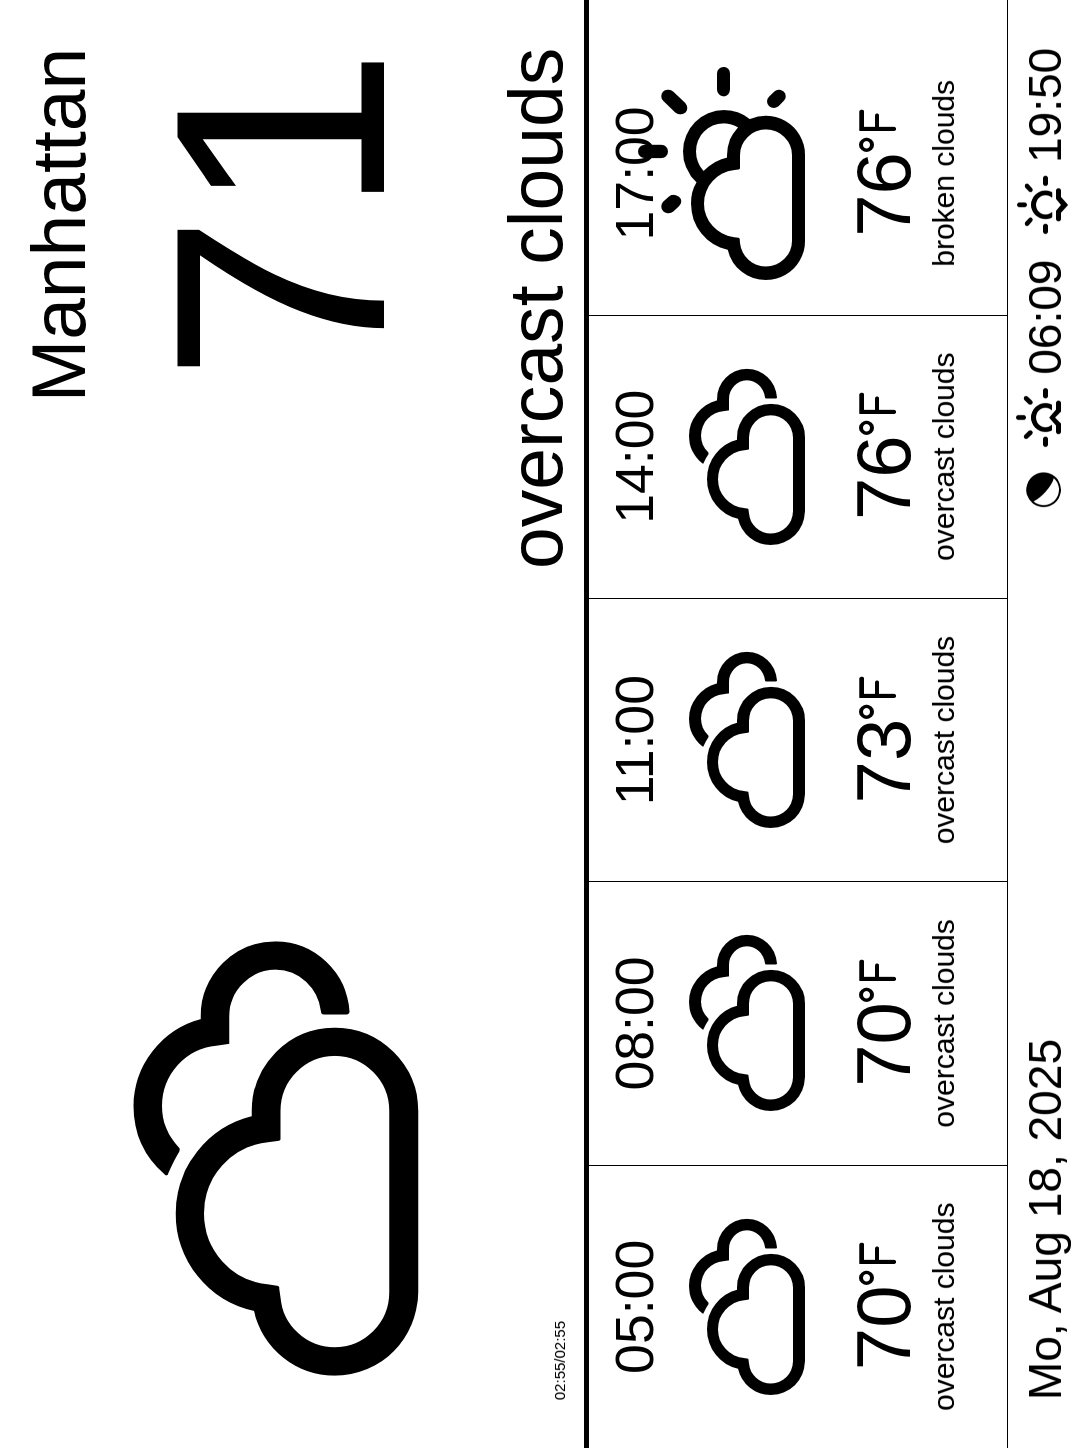 Manhattan
71
overcast clouds
02:55/02:55
05:00
70°F
overcast clouds
08:00
70°F
overcast clouds
11:00
73°F
overcast clouds
14:00
76°F
overcast clouds
17:00
76°F
broken clouds
Mo, Aug 18, 2025
06:09 19:50